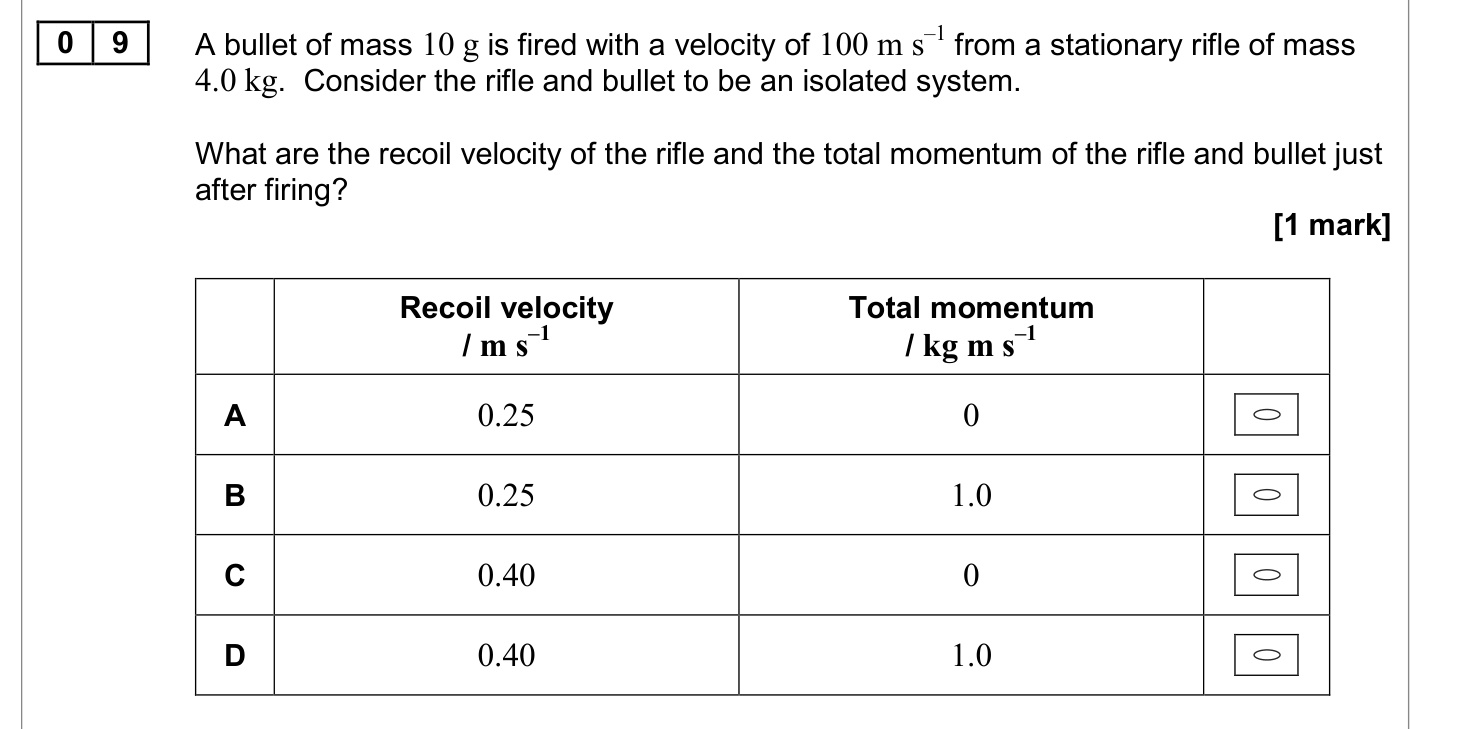 0 9 A bullet of mass 10 g is fired with a velocity of 100 m s⁻¹ from a stationary rifle of mass
4.0 kg. Consider the rifle and bullet to be an isolated system.
What are the recoil velocity of the rifle and the total momentum of the rifle and bullet just
after firing?
[1 mark]
Recoil velocity Total momentum
/ m s⁻¹ / kg m s⁻¹
A 0.25 0
B 0.25 1.0
C 0.40 0
D 0.40 1.0